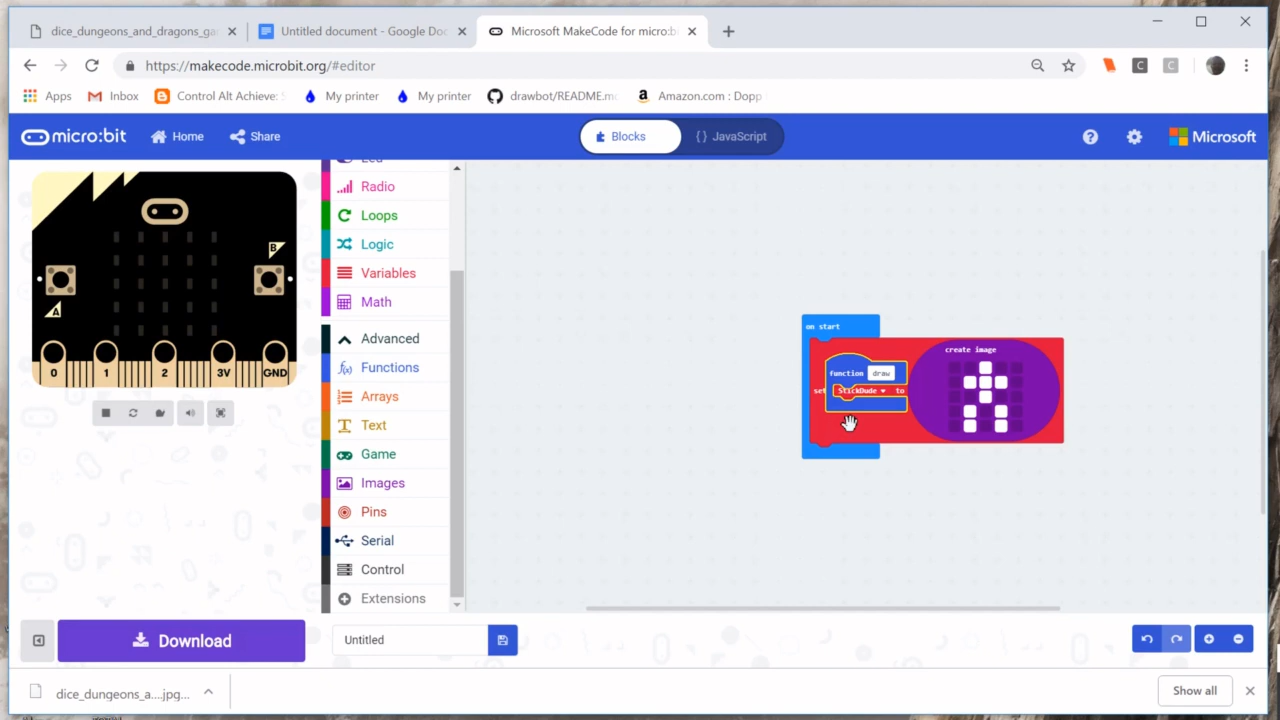 dice_dungeons_and_dragons_ga
Untitled document - Google Doc
Microsoft MakeCode for micro:b
https://makecode.microbit.org/#editor
Apps
Inbox
Control Alt Achieve:
My printer
My printer
drawbot/README.m
Amazon.com : Dopp
C
C
micro:bit
Home
Share
Blocks
{ } JavaScript
Microsoft
B
A
0
1
2
3V
GND
Radio
Loops
Logic
Variables
Math
Advanced
Functions
Arrays
Text
Game
Images
Pins
Serial
Control
Extensions
on start
create image
function draw
set StickDude to
Download
Untitled
dice_dungeons_a....jpg...
Show all